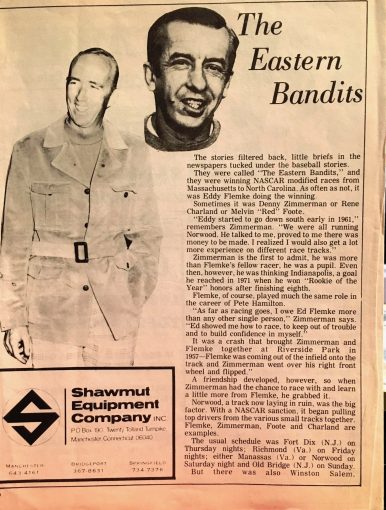 The
Eastern
Bandits
The stories filtered back, little briefs in the
newspapers tucked under the baseball stories.
They were called "The Eastern Bandits," and
they were winning NASCAR modified races from
Massachusetts to North Carolina. As often as not, it
was Eddy Flemke doing the winning.
Sometimes it was Denny Zimmerman or Rene
Charland or Melvin "Red" Foote.
"Eddy started to go down south early in 1961,"
remembers Zimmerman. "We were all running
Norwood. He talked to me, proved to me there was
money to be made. I realized I would also get a lot
more experience on different race tracks."
Zimmerman is the first to admit, he was more
than Flemke's fellow racer, he was a pupil. Even
then, however, he was thinking Indianapolis, a goal
he reached in 1971 when he won "Rookie of the
Year" honors after finishing eighth.
Flemke, of course, played much the same role in
the career of Pete Hamilton.
"As far as racing goes, I owe Ed Flemke more
than any other single person," Zimmerman says.
"Ed showed me how to race, to keep out of trouble
and to build confidence in myself."
It was a crash that brought Zimmerman and
Flemke together at Riverside Park in
1957—Flemke was coming out of the infield onto the
track and Zimmerman went over his right front
wheel and flipped."
A friendship developed, however, so when
Zimmerman had the chance to race with and learn
a little more from Flemke, he grabbed it.
Norwood, a track now laying in ruin, was the big
factor. With a NASCAR sanction, it began pulling
top drivers from the various small tracks together.
Flemke, Zimmerman, Foote and Charland are
examples.
The usual schedule was Fort Dix (N.J.) on
Thursday nights; Richmond (Va.) on Friday
nights; either Manassas (Va.) or Norwood on
Saturday night and Old Bridge (N.J.) on Sunday.
But there was also Winston Salem.
Shawmut
Equipment
Company INC.
P.O. Box 190, Twenty Tolland Turnpike,
Manchester, Connecticut 06040
MANCHESTER BRIDGEPORT SPRINGFIELD
643-4161 367-8631 734-7376